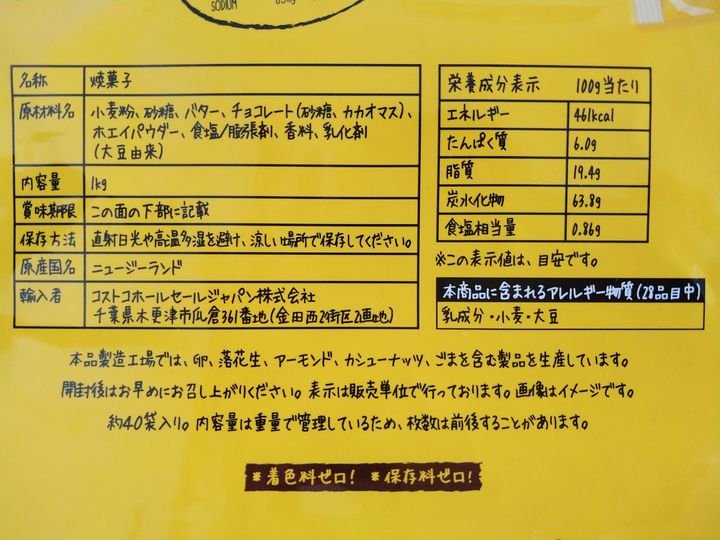 SODIUM
名称 焼菓子
原材料名 小麦粉、砂糖、バター、チョコレート(砂糖、カカオマス)、
ホエイパウダー、食塩/膨張剤、香料、乳化剤
(大豆由来)
内容量 1kg
賞味期限 この面の下部に記載
保存方法 直射日光や高温多湿を避け、涼しい場所で保存してください。
原産国名 ニュージーランド
輸入者 コストコホールセールジャパン株式会社
千葉県木更津市瓜倉361番地(金田西24街区2画地)
栄養成分表示 100g当たり
エネルギー 461kcal
たんぱく質 6.0g
脂質 19.4g
炭水化物 63.8g
食塩相当量 0.86g
※この表示値は、目安です。
本商品に含まれるアレルギー物質(28品目中)
乳成分・小麦・大豆
本品製造工場では、卵、落花生、アーモンド、カシューナッツ、ごまを含む製品を生産しています。
開封後はお早めにお召し上がりください。表示は販売単位で行っております。画像はイメージです。
約40袋入り。内容量は重量で管理しているため、枚数は前後することがあります。
*着色料ゼロ! *保存料ゼロ!